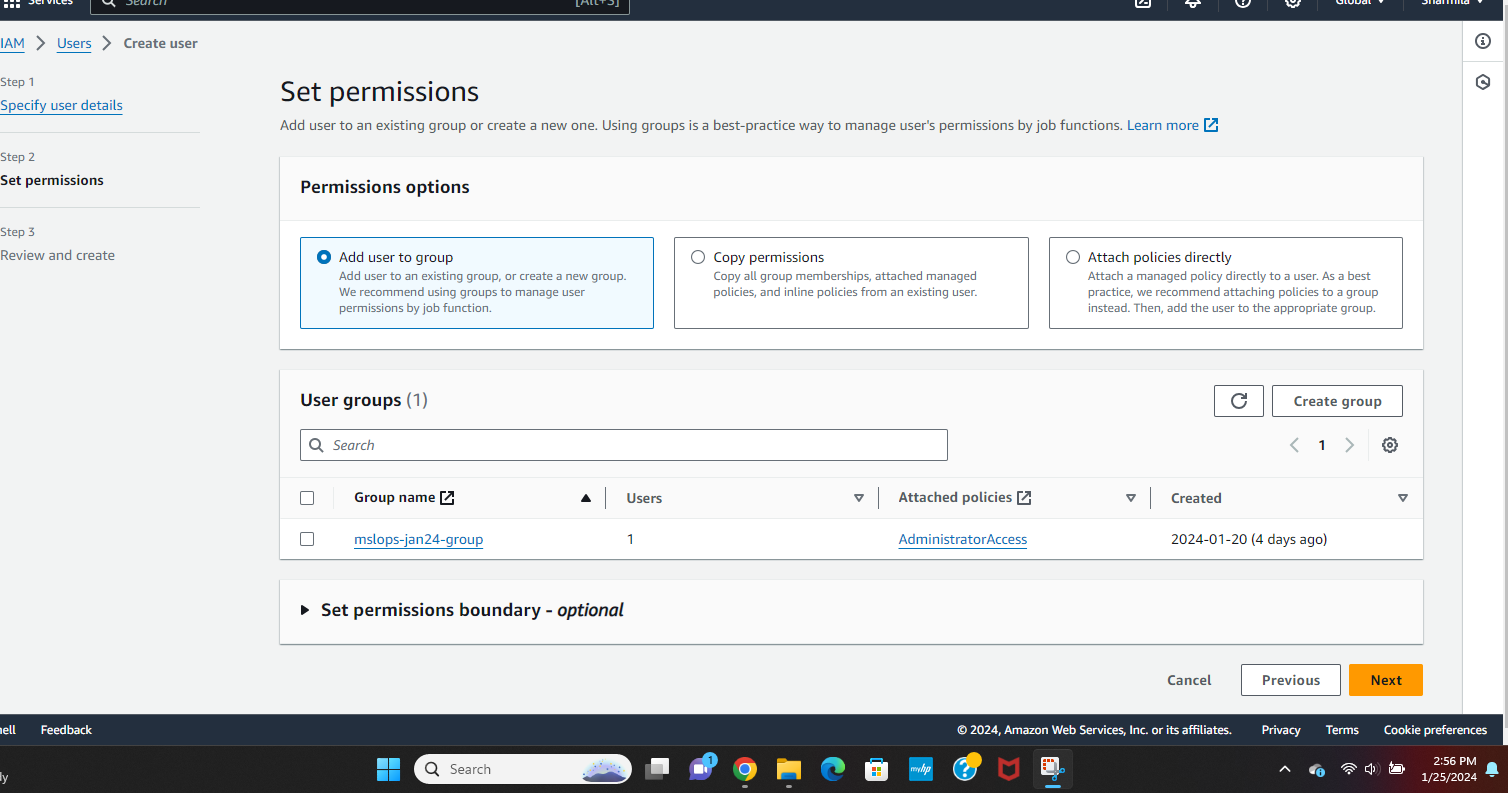 Services
Search
[Alt+S]
Global
Sharmila
IAM
Users
Create user
Step 1
Specify user details
Step 2
Set permissions
Step 3
Review and create
Set permissions
Add user to an existing group or create a new one. Using groups is a best-practice way to manage user's permissions by job functions. Learn more
Permissions options
Add user to group
Add user to an existing group, or create a new group.
We recommend using groups to manage user
permissions by job function.
Copy permissions
Copy all group memberships, attached managed
policies, and inline policies from an existing user.
Attach policies directly
Attach a managed policy directly to a user. As a best
practice, we recommend attaching policies to a group
instead. Then, add the user to the appropriate group.
User groups (1)
Create group
Search
1
Group name
Users
Attached policies
Created
mslops-jan24-group
1
AdministratorAccess
2024-01-20 (4 days ago)
Set permissions boundary - optional
Cancel
Previous
Next
Feedback
© 2024, Amazon Web Services, Inc. or its affiliates.
Privacy
Terms
Cookie preferences
Search
1
myhp
2:56 PM
1/25/2024